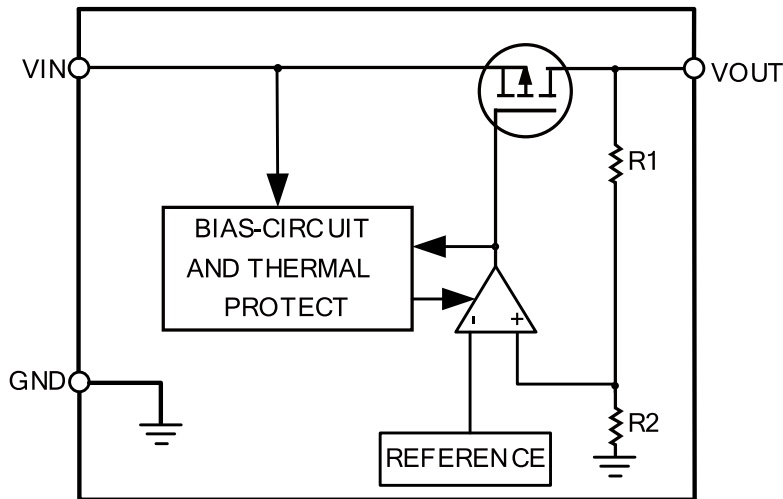 VIN
VOUT
R1
BIAS-CIRCUIT
AND THERMAL
PROTECT
- +
GND
R2
REFERENCE